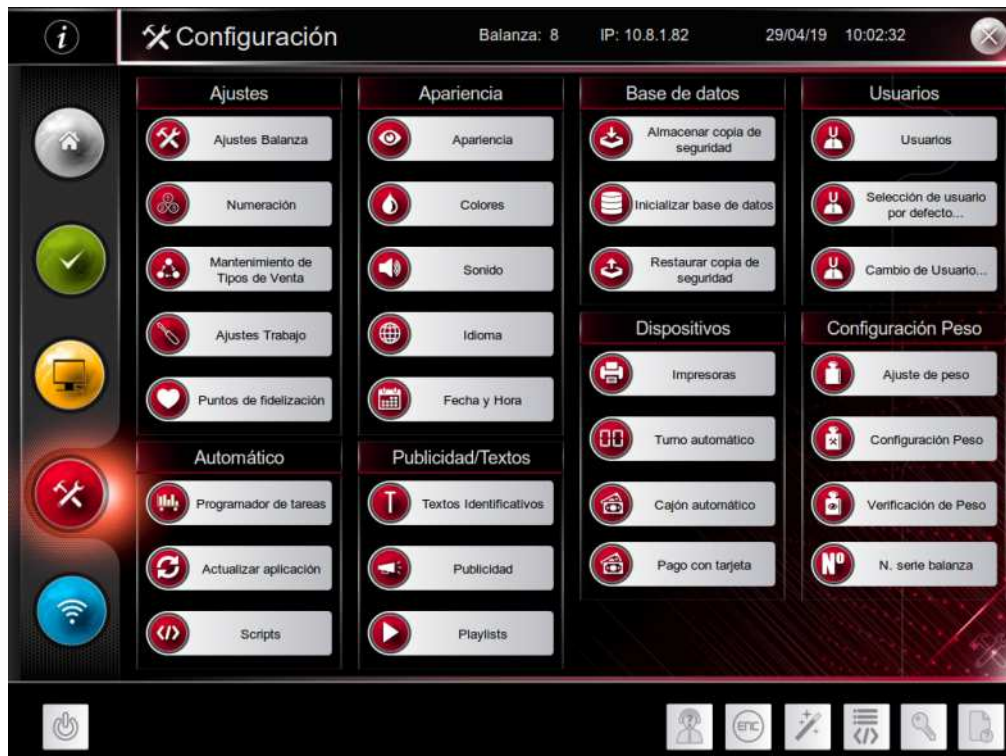 i Configuración Balanza: 8 IP: 10.8.1.82 29/04/19 10:02:32
Ajustes
Ajustes Balanza
Numeración
Mantenimiento de
Tipos de Venta
Ajustes Trabajo
Puntos de fidelización
Automático
Programador de tareas
Actualizar aplicación
Scripts
Apariencia
Apariencia
Colores
Sonido
Idioma
Fecha y Hora
Publicidad/Textos
T Textos Identificativos
Publicidad
Playlists
Base de datos
Almacenar copia de
seguridad
Inicializar base de datos
Restaurar copia de
seguridad
Dispositivos
Impresoras
Turno automático
Cajón automático
Pago con tarjeta
Usuarios
Usuarios
Selección de usuario
por defecto...
Cambio de Usuario...
Configuración Peso
Ajuste de peso
Configuración Peso
Verificación de Peso
Nº N. serie balanza
ENC